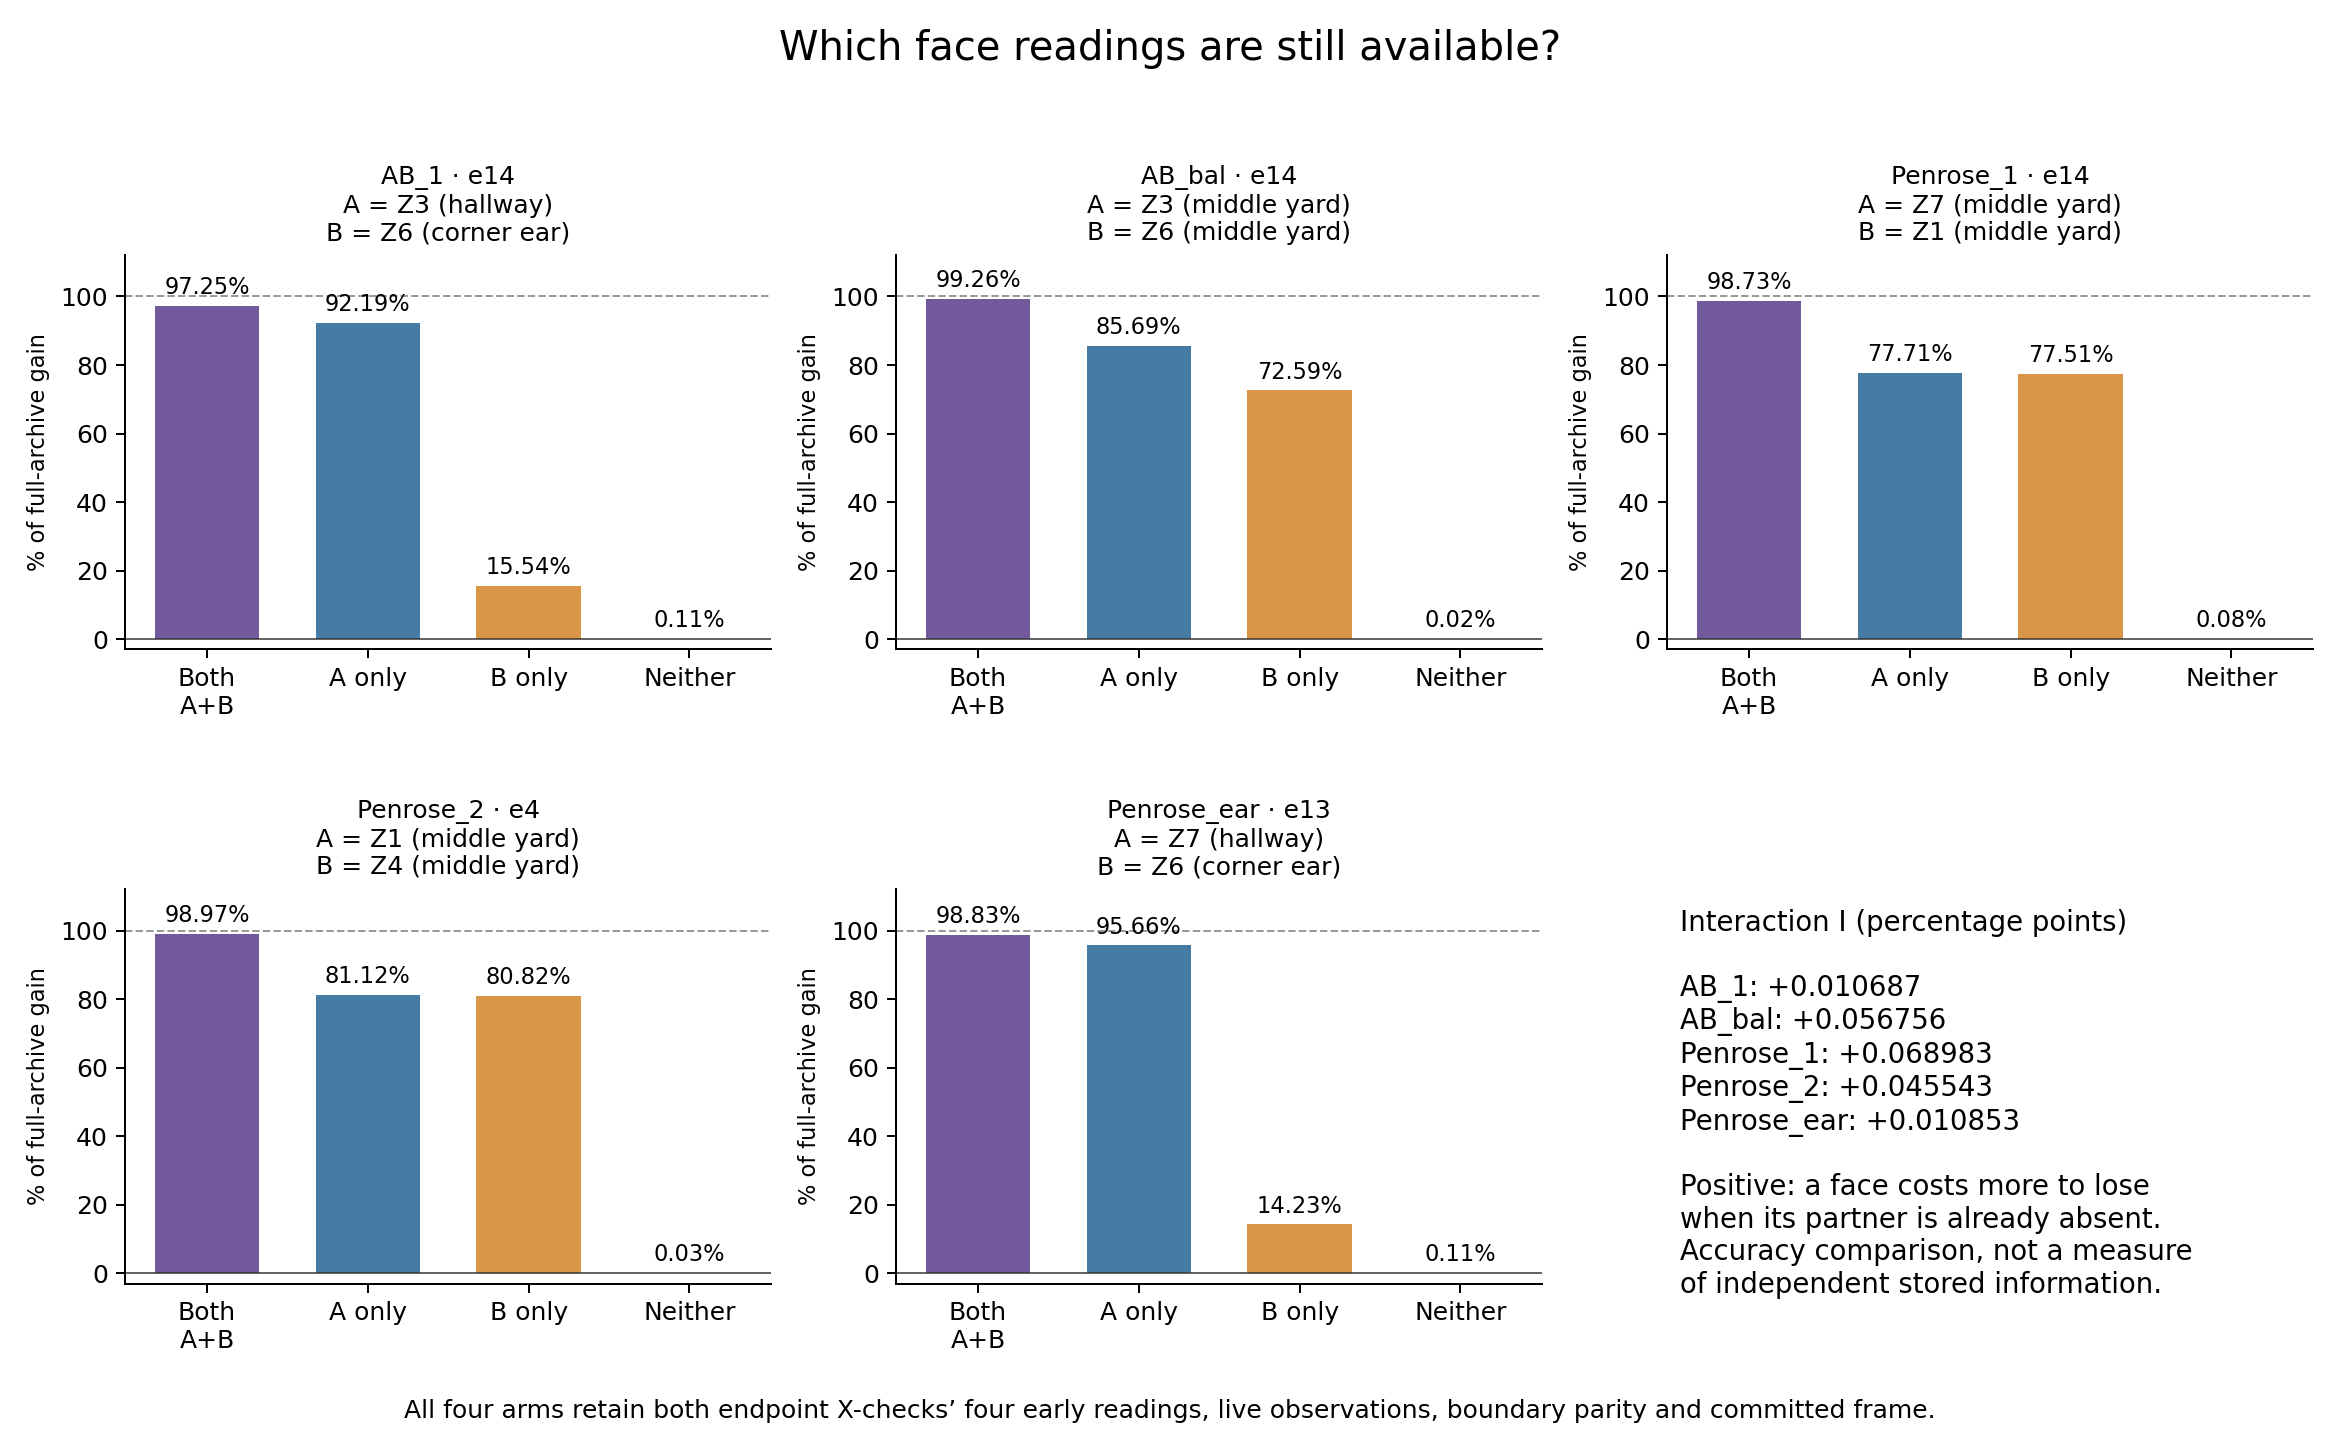 Which face readings are still available?
AB_1 · e14
A = Z3 (hallway)
B = Z6 (corner ear)
% of full-archive gain
100
80
60
40
20
0
97.25%
92.19%
15.54%
0.11%
Both
A+B
A only
B only
Neither
AB_bal · e14
A = Z3 (middle yard)
B = Z6 (middle yard)
% of full-archive gain
100
80
60
40
20
0
99.26%
85.69%
72.59%
0.02%
Both
A+B
A only
B only
Neither
Penrose_1 · e14
A = Z7 (middle yard)
B = Z1 (middle yard)
% of full-archive gain
100
80
60
40
20
0
98.73%
77.71%
77.51%
0.08%
Both
A+B
A only
B only
Neither
Penrose_2 · e4
A = Z1 (middle yard)
B = Z4 (middle yard)
% of full-archive gain
100
80
60
40
20
0
98.97%
81.12%
80.82%
0.03%
Both
A+B
A only
B only
Neither
Penrose_ear · e13
A = Z7 (hallway)
B = Z6 (corner ear)
% of full-archive gain
100
80
60
40
20
0
98.83%
95.66%
14.23%
0.11%
Both
A+B
A only
B only
Neither
Interaction I (percentage points)
AB_1: +0.010687
AB_bal: +0.056756
Penrose_1: +0.068983
Penrose_2: +0.045543
Penrose_ear: +0.010853
Positive: a face costs more to lose
when its partner is already absent.
Accuracy comparison, not a measure
of independent stored information.
All four arms retain both endpoint X-checks’ four early readings, live observations, boundary parity and committed frame.